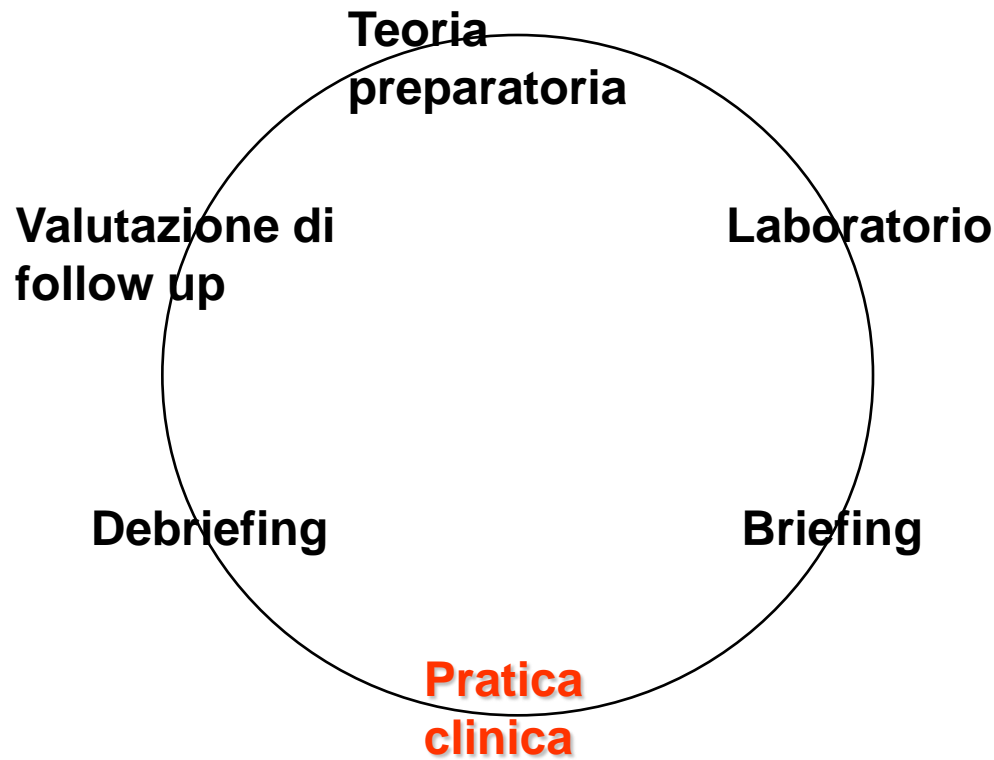 Teoria
preparatoria
Valutazione di
follow up
Laboratorio
Debriefing
Briefing
Pratica
clinica